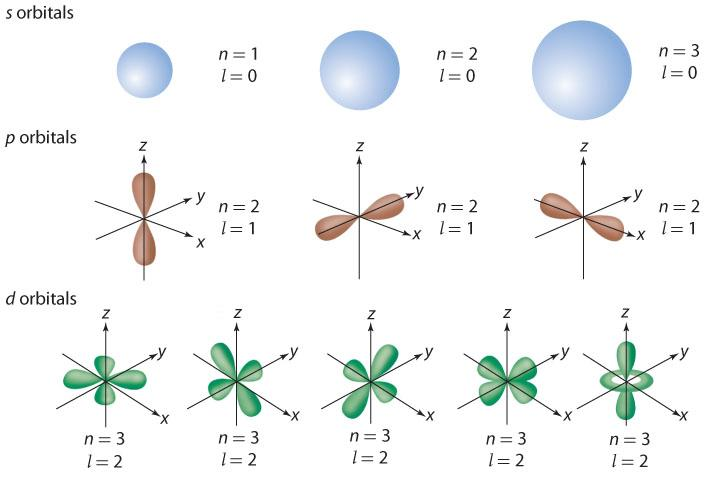 s orbitals
n = 1
l = 0
n = 2
l = 0
n = 3
l = 0
p orbitals
z
y
x
n = 2
l = 1
z
y
x
n = 2
l = 1
z
y
x
n = 2
l = 1
d orbitals
z
y
x
n = 3
l = 2
z
y
x
n = 3
l = 2
z
y
x
n = 3
l = 2
z
y
x
n = 3
l = 2
z
y
x
n = 3
l = 2